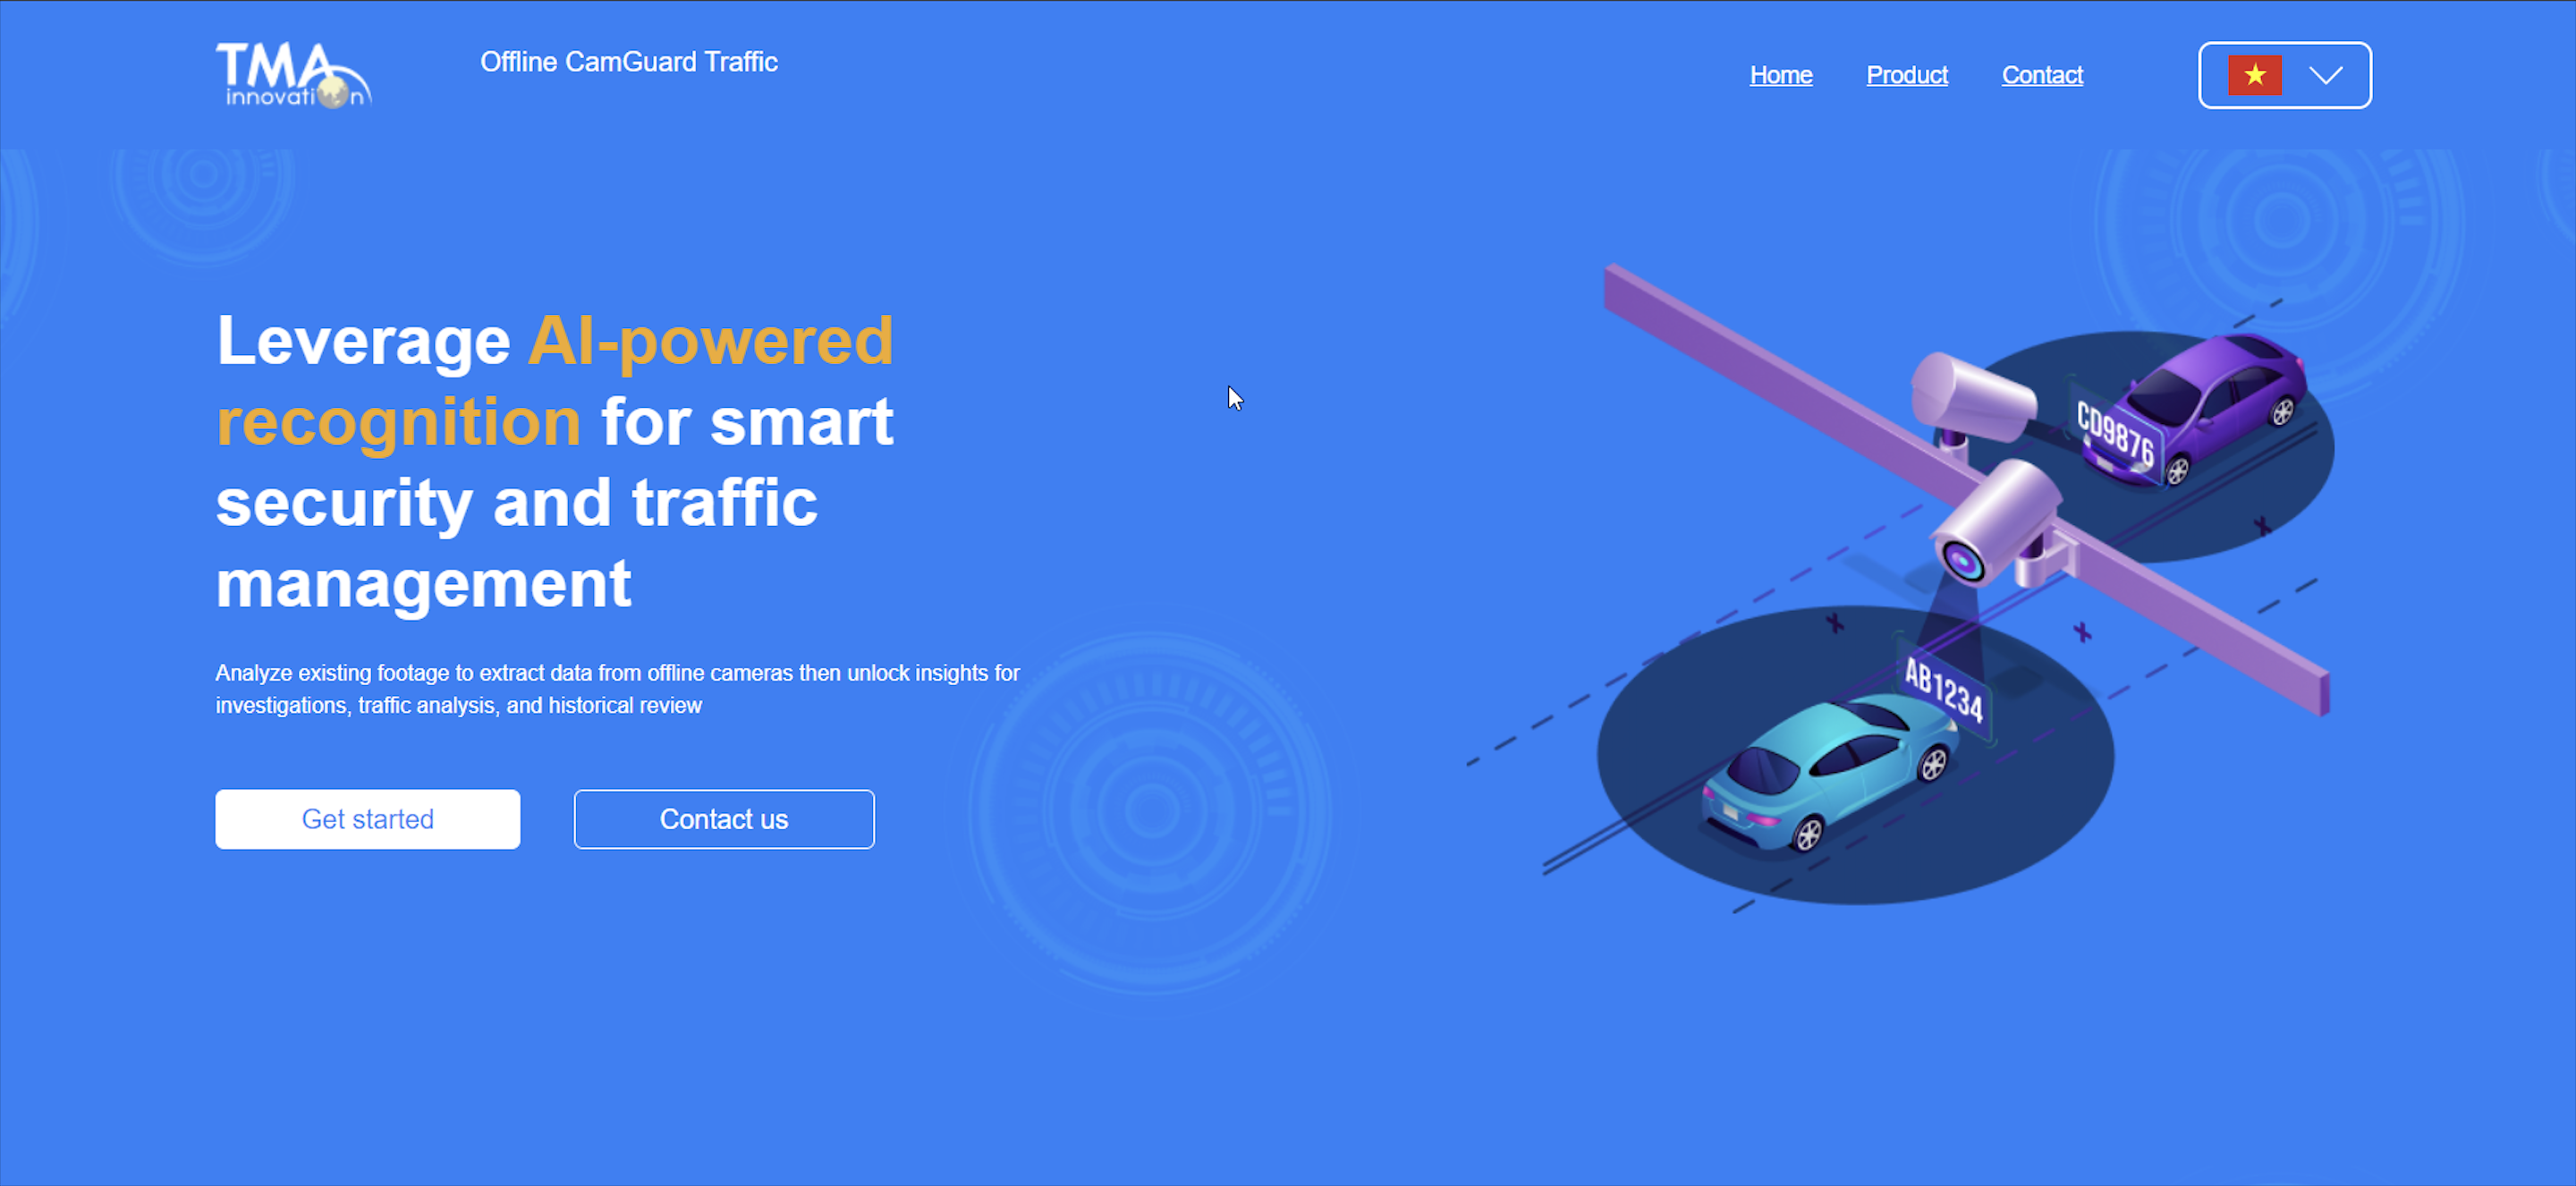 TMA
innovation
Offline CamGuard Traffic
Home
Product
Contact
Leverage AI-powered
recognition for smart
security and traffic
management
Analyze existing footage to extract data from offline cameras then unlock insights for
investigations, traffic analysis, and historical review
Get started
Contact us
CD9876
AB1234